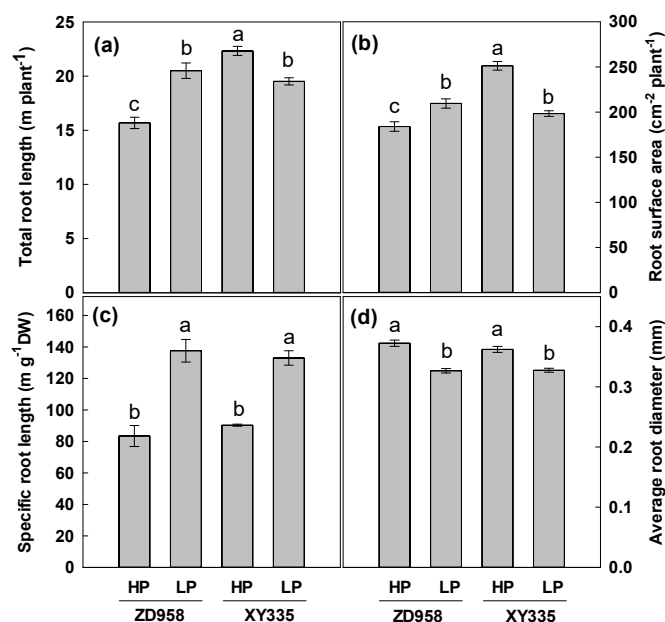 (a)
(b)
Total root length (m plant-1)
Root surface area (cm-2 plant-1)
25
20
15
10
5
0
c
b
a
b
c
b
a
b
300
250
200
150
100
50
0
(c)
(d)
Specific root length (m g-1DW)
Average root diameter (mm)
160
140
120
100
80
60
40
20
0
b
a
b
a
a
b
a
b
0.4
0.3
0.2
0.1
0.0
HP LP HP LP HP LP HP LP
ZD958 XY335 ZD958 XY335